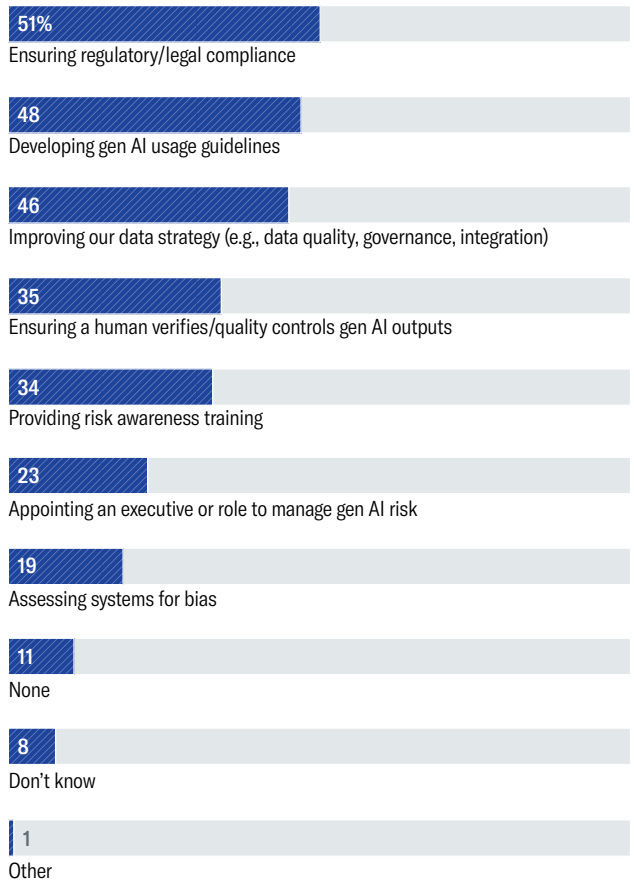 51%
Ensuring regulatory/legal compliance
48
Developing gen AI usage guidelines
46
Improving our data strategy (e.g., data quality, governance, integration)
35
Ensuring a human verifies/quality controls gen AI outputs
34
Providing risk awareness training
23
Appointing an executive or role to manage gen AI risk
19
Assessing systems for bias
11
None
8
Don’t know
1
Other